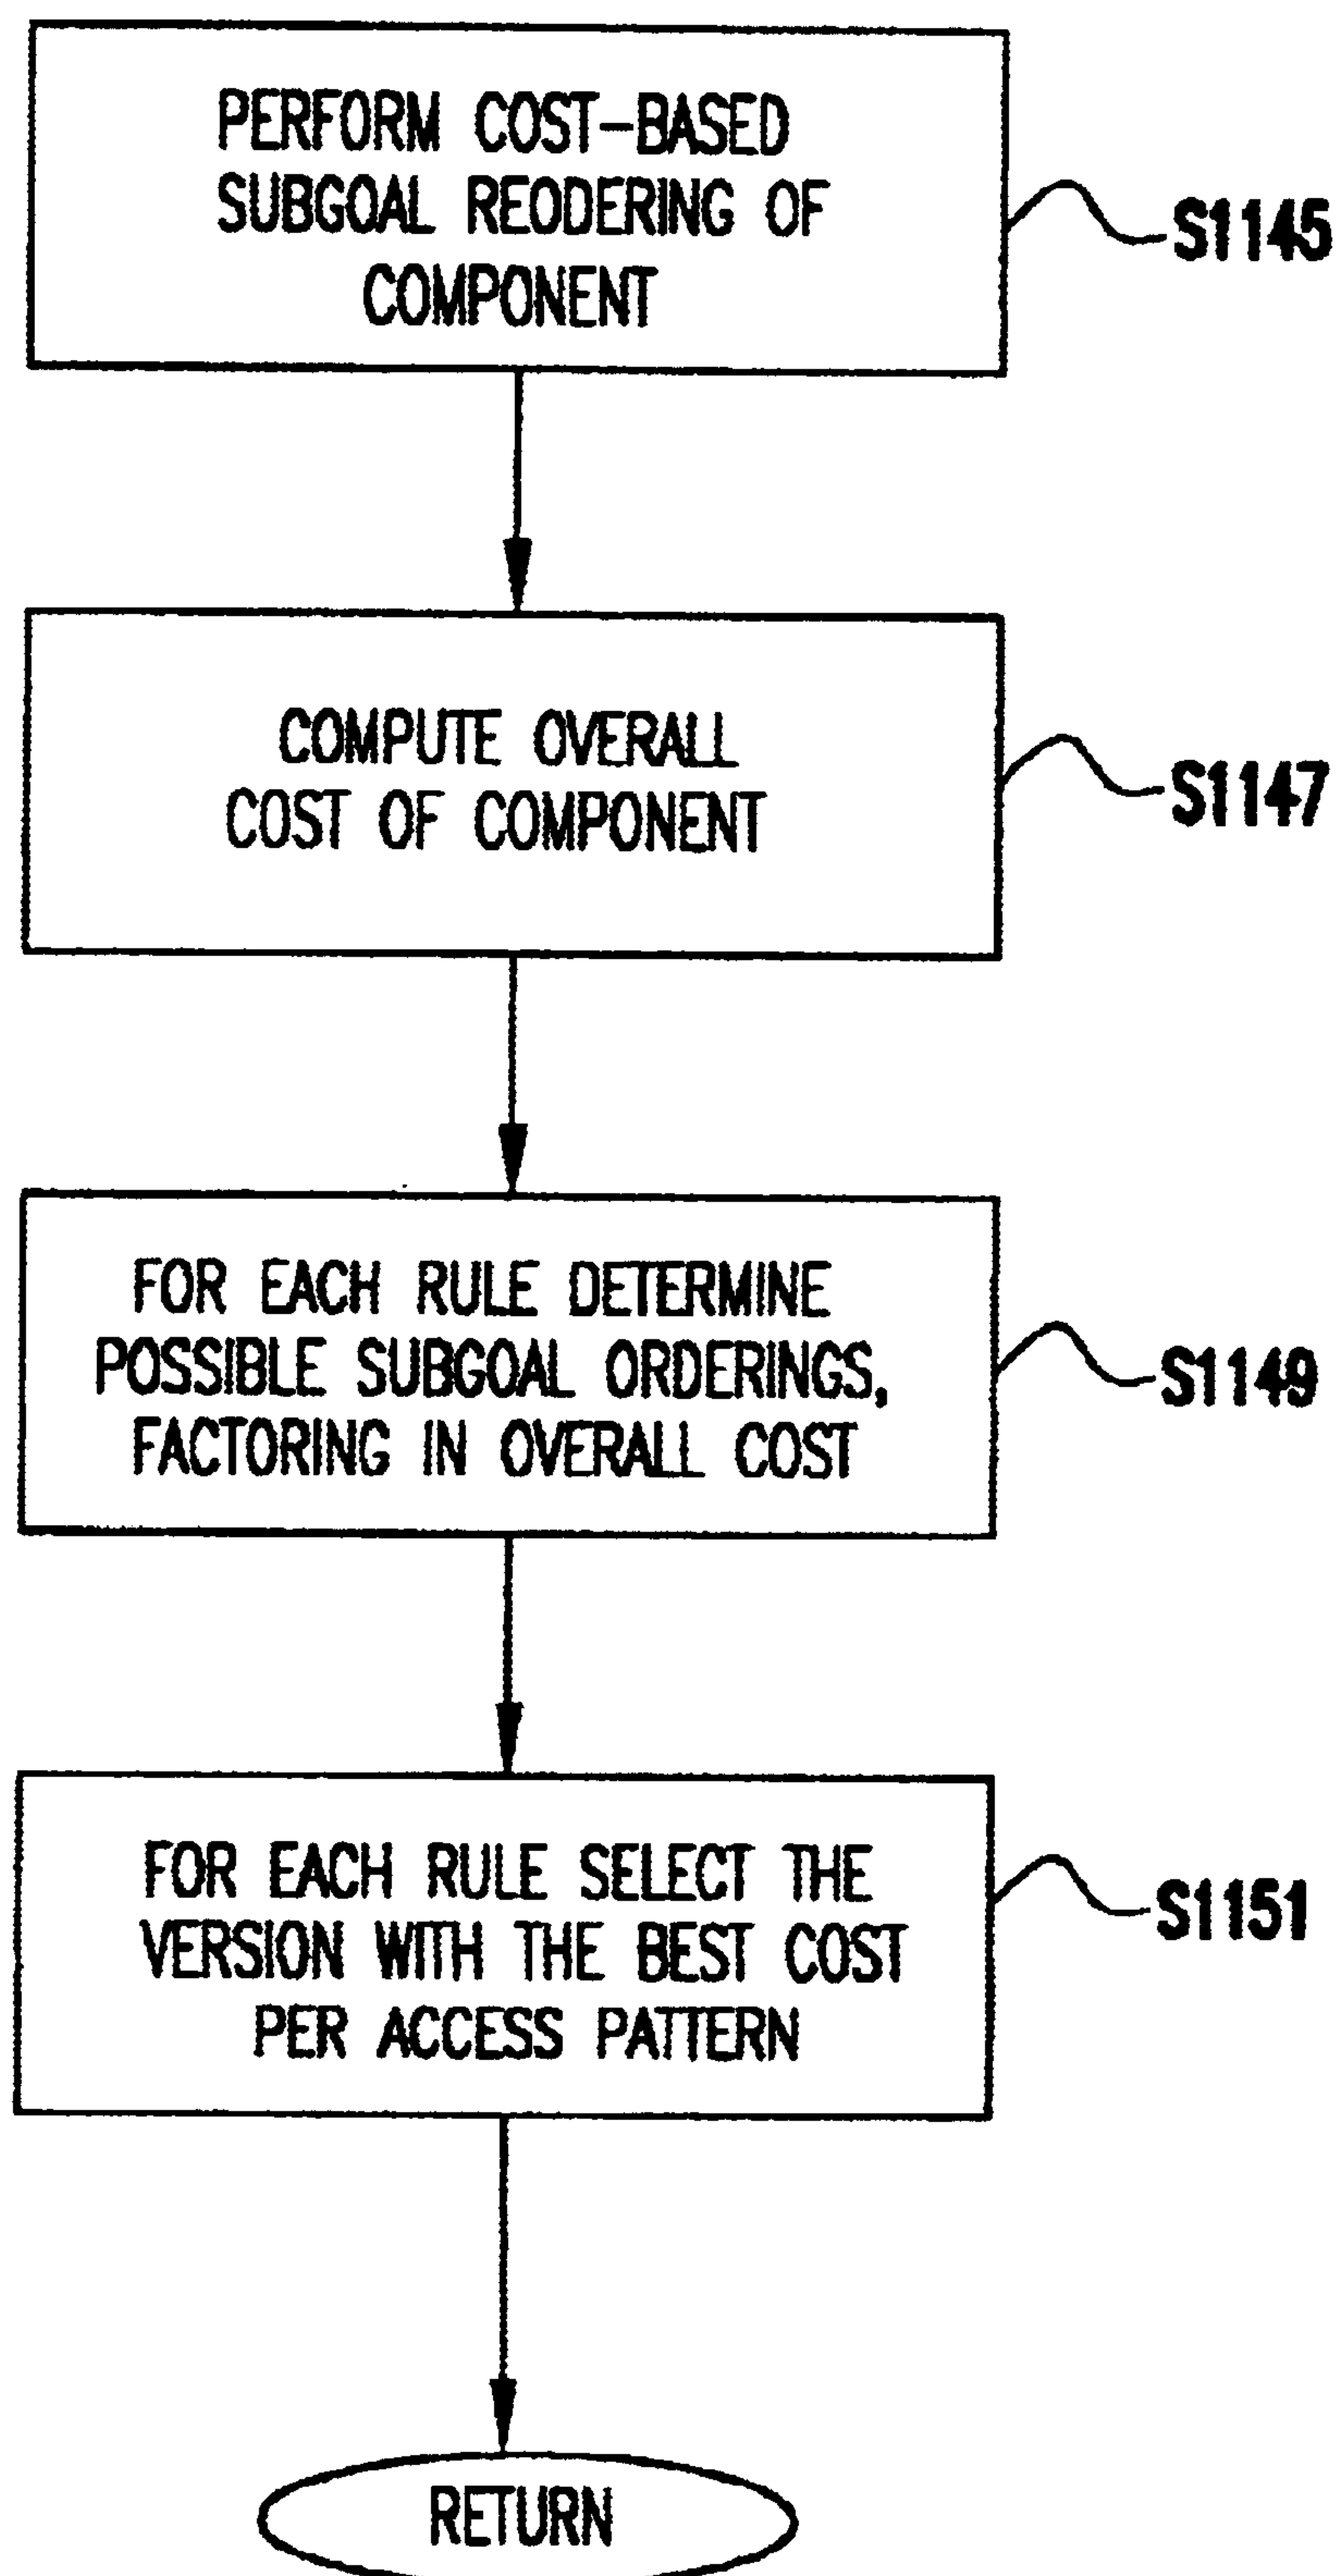 PERFORM COST-BASED
SUBGOAL REODERING OF
COMPONENT
S1145
COMPUTE OVERALL
COST OF COMPONENT
S1147
FOR EACH RULE DETERMINE
POSSIBLE SUBGOAL ORDERINGS,
FACTORING IN OVERALL COST
S1149
FOR EACH RULE SELECT THE
VERSION WITH THE BEST COST
PER ACCESS PATTERN
S1151
RETURN